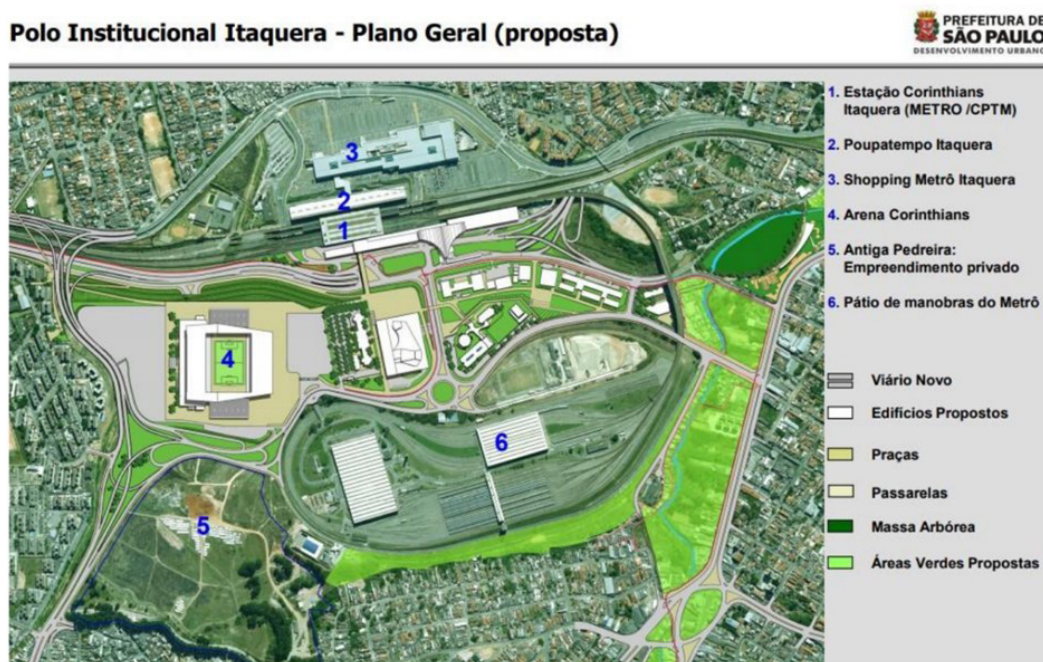 Polo Institucional Itaquera - Plano Geral (proposta)
PREFEITURA DE
SÃO PAULO
DESENVOLVIMENTO URBANO
1. Estação Corinthians
Itaquera (METRO /CPTM)
2. Poupatempo Itaquera
3. Shopping Metrô Itaquera
4. Arena Corinthians
5. Antiga Pedreira:
Empreendimento privado
6. Pátio de manobras do Metrô
Viário Novo
Edifícios Propostos
Praças
Passarelas
Massa Arbórea
Áreas Verdes Propostas
3
2
1
4
6
5